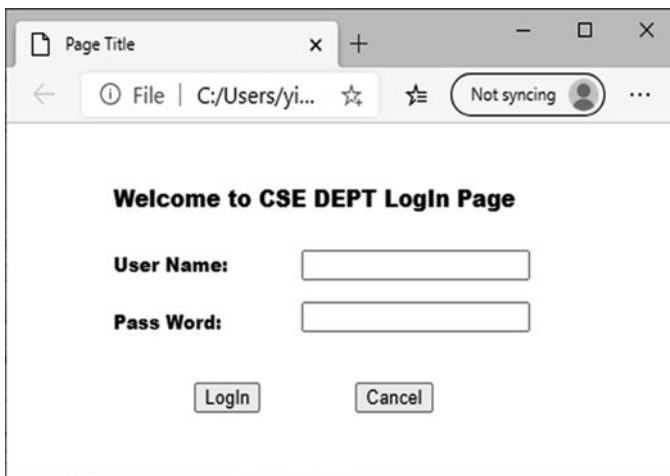 Page Title
File | C:/Users/yi... Not syncing ...
Welcome to CSE DEPT LogIn Page
User Name:
Pass Word:
LogIn Cancel